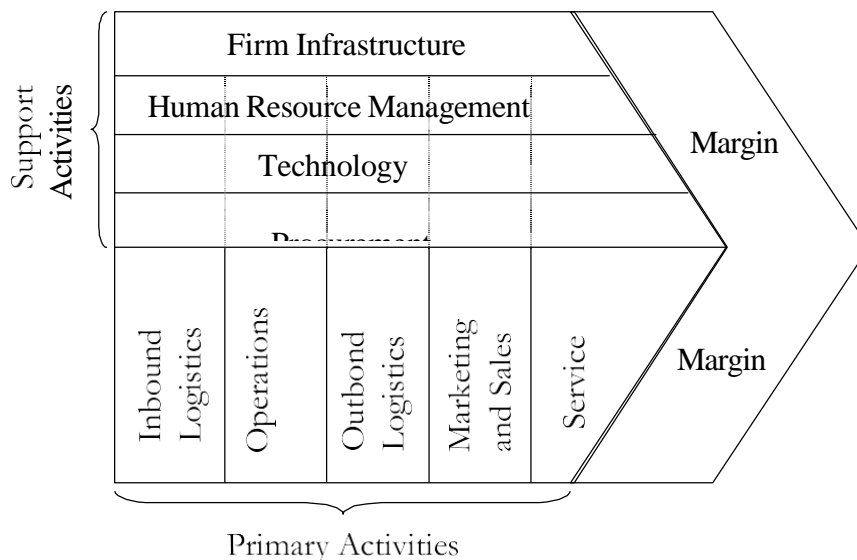 Firm Infrastructure
Human Resource Management
Technology
Procurement
Support
Activities
Margin
Margin
Inbound
Logistics
Operations
Outbond
Logistics
Marketing
and Sales
Service
Primary Activities